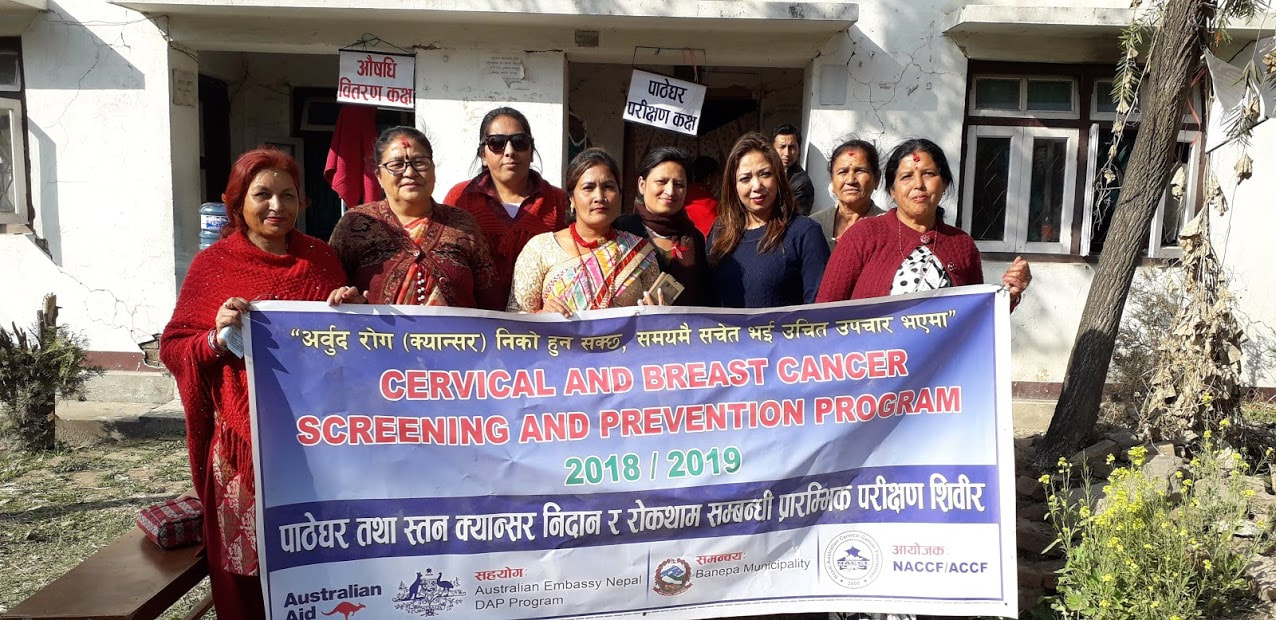 औषधि
वितरण कक्ष
पाठेघर
परीक्षण कक्ष
“अर्वुद रोग (क्यान्सर) निको हुन सक्छ, समयमै सचेत भई उचित उपचार भएमा”
CERVICAL AND BREAST CANCER
SCREENING AND PREVENTION PROGRAM
2018 / 2019
पाठेघर तथा स्तन क्यान्सर निदान र रोकथाम सम्बन्धी प्रारम्भिक परीक्षण शिवीर
Australian
Aid
सहयोग:
Australian Embassy Nepal
DAP Program
समन्वय:
Banepa Municipality
NACCF
आयोजक:
NACCF/ACCF